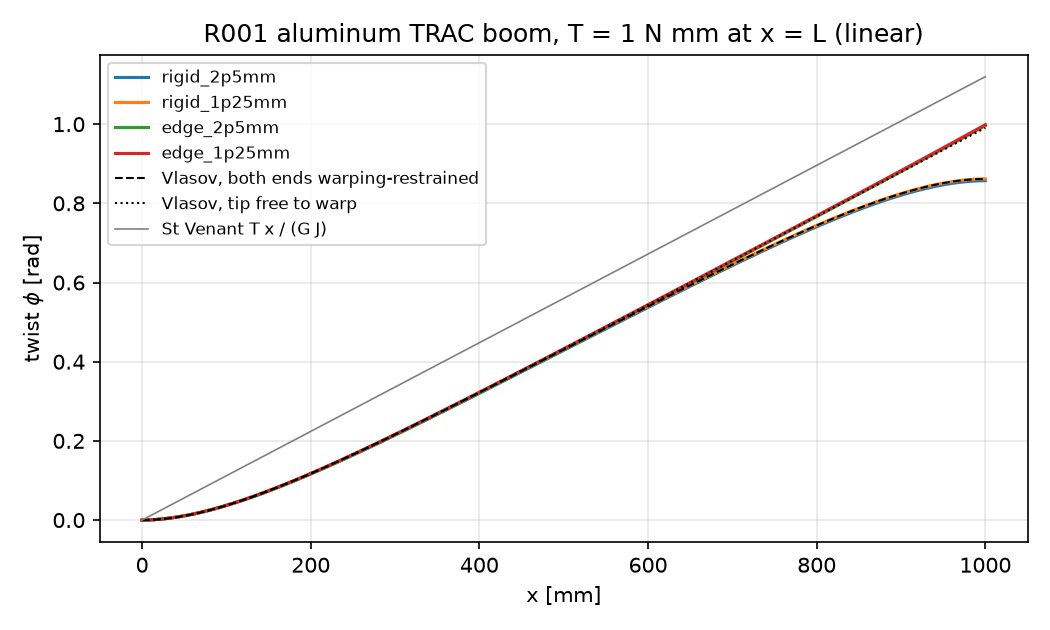 R001 aluminum TRAC boom, T = 1 N mm at x = L (linear)
rigid_2p5mm
rigid_1p25mm
edge_2p5mm
edge_1p25mm
Vlasov, both ends warping-restrained
Vlasov, tip free to warp
St Venant T x / (G J)
twist ϕ [rad]
1.0
0.8
0.6
0.4
0.2
0.0
0 200 400 600 800 1000
x [mm]